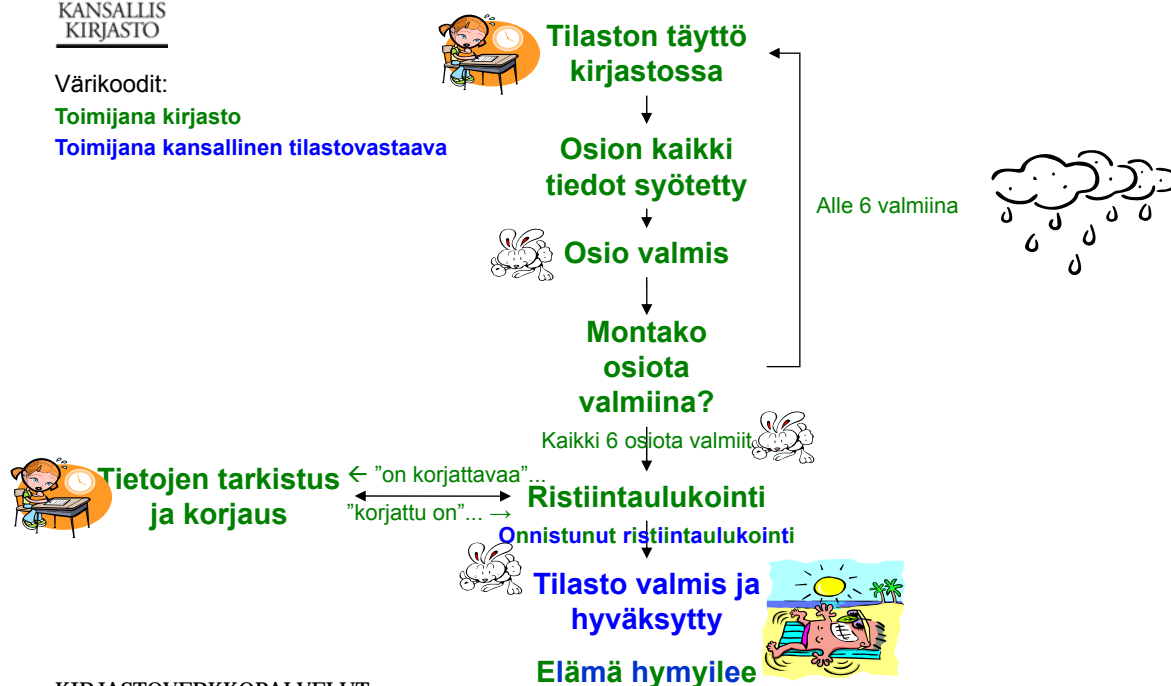 KANSALLIS
KIRJASTO
Värikoodit:
Toimijana kirjasto
Toimijana kansallinen tilastovastaava
Tilaston täyttö
kirjastossa
Osion kaikki
tiedot syötetty
Alle 6 valmiina
Osio valmis
Montako
osiota
valmiina?
Kaikki 6 osiota valmiit
Tietojen tarkistus
ja korjaus
← ”on korjattavaa”...
”korjattu on”... →
Ristiintaulukointi
Onnistunut ristiintaulukointi
Tilasto valmis ja
hyväksytty
Elämä hymyilee
KIRJASTOVERKKOPALVELUT